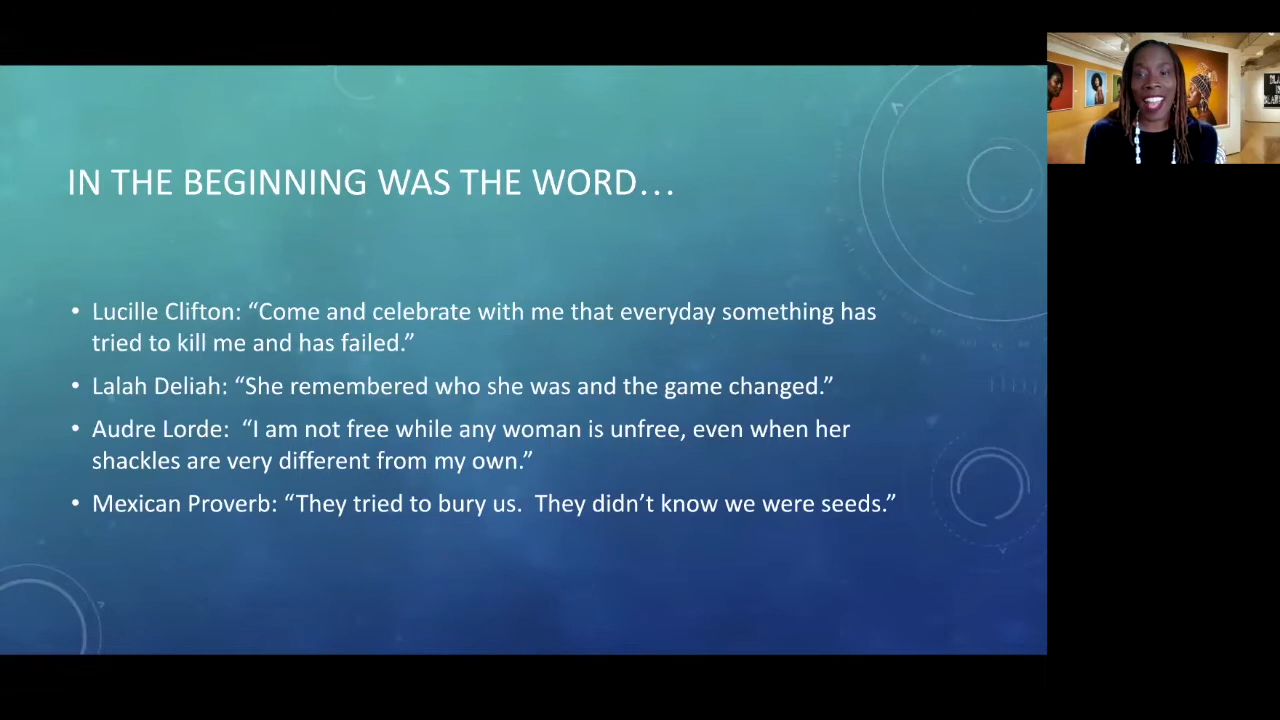 IN THE BEGINNING WAS THE WORD…
• Lucille Clifton: “Come and celebrate with me that everyday something has
tried to kill me and has failed.”
• Lalah Deliah: “She remembered who she was and the game changed.”
• Audre Lorde:  “I am not free while any woman is unfree, even when her
shackles are very different from my own.”
• Mexican Proverb: “They tried to bury us.  They didn’t know we were seeds.”